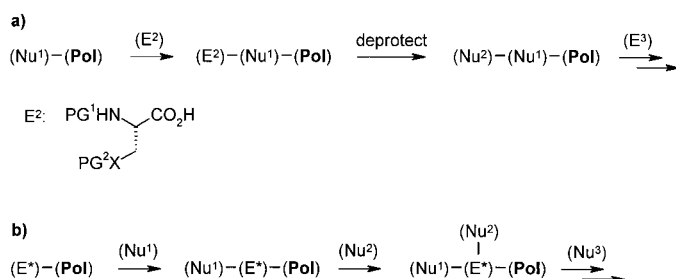 a)
(E²) deprotect (E³)
(Nu¹)–(Pol) (E²)–(Nu¹)–(Pol) (Nu²)–(Nu¹)–(Pol)
E²: PG¹HN CO₂H
PG²X
b)
(Nu²)
(Nu¹) (Nu²) (Nu³)
(E*)–(Pol) (Nu¹)–(E*)–(Pol) (Nu¹)–(E*)–(Pol)